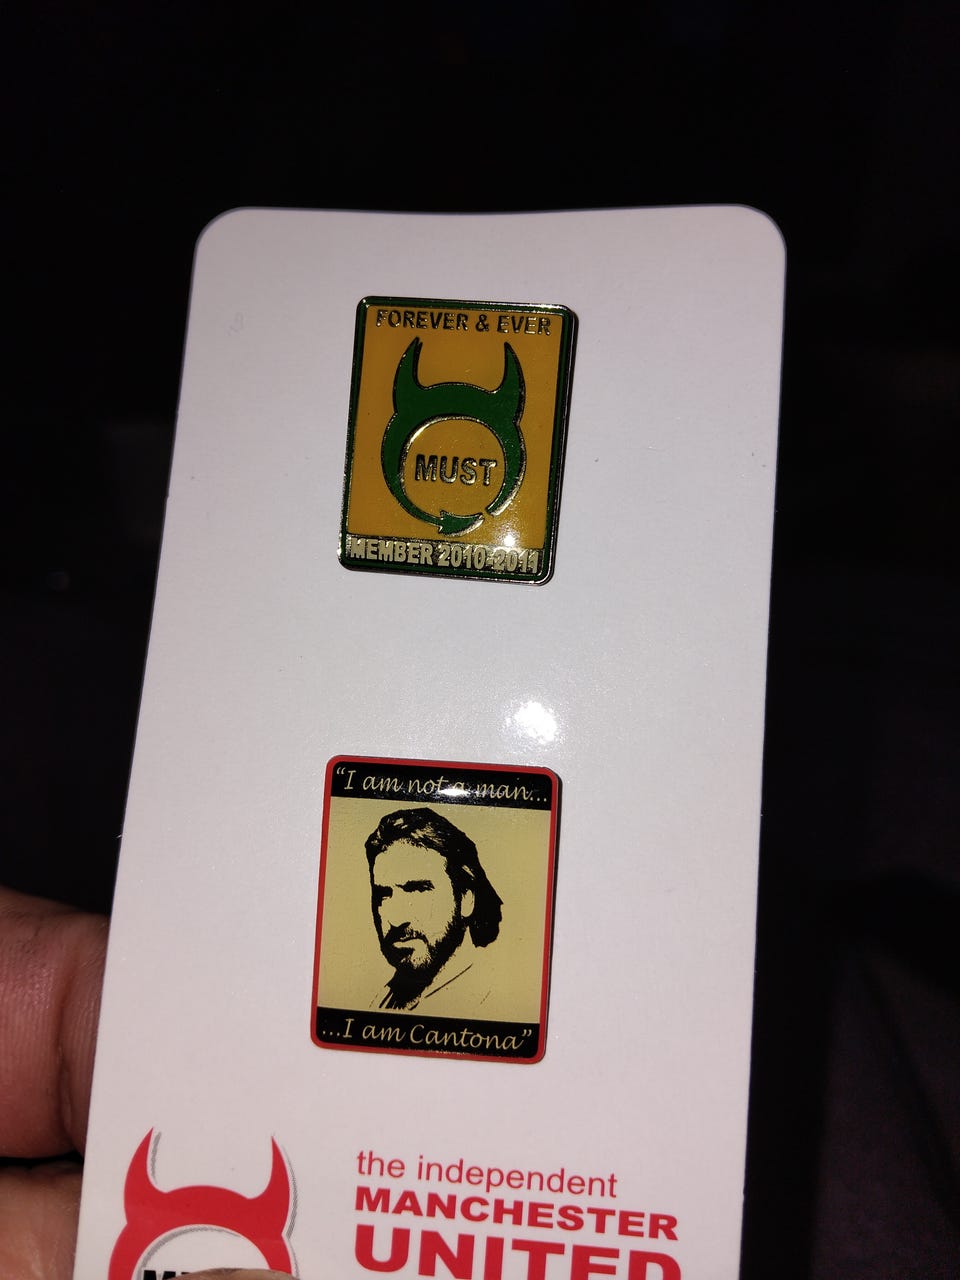 FOREVER & EVER
MUST
MEMBER 2010-2011
"I am not a man...
...I am Cantona"
the independent
MANCHESTER
UNITED